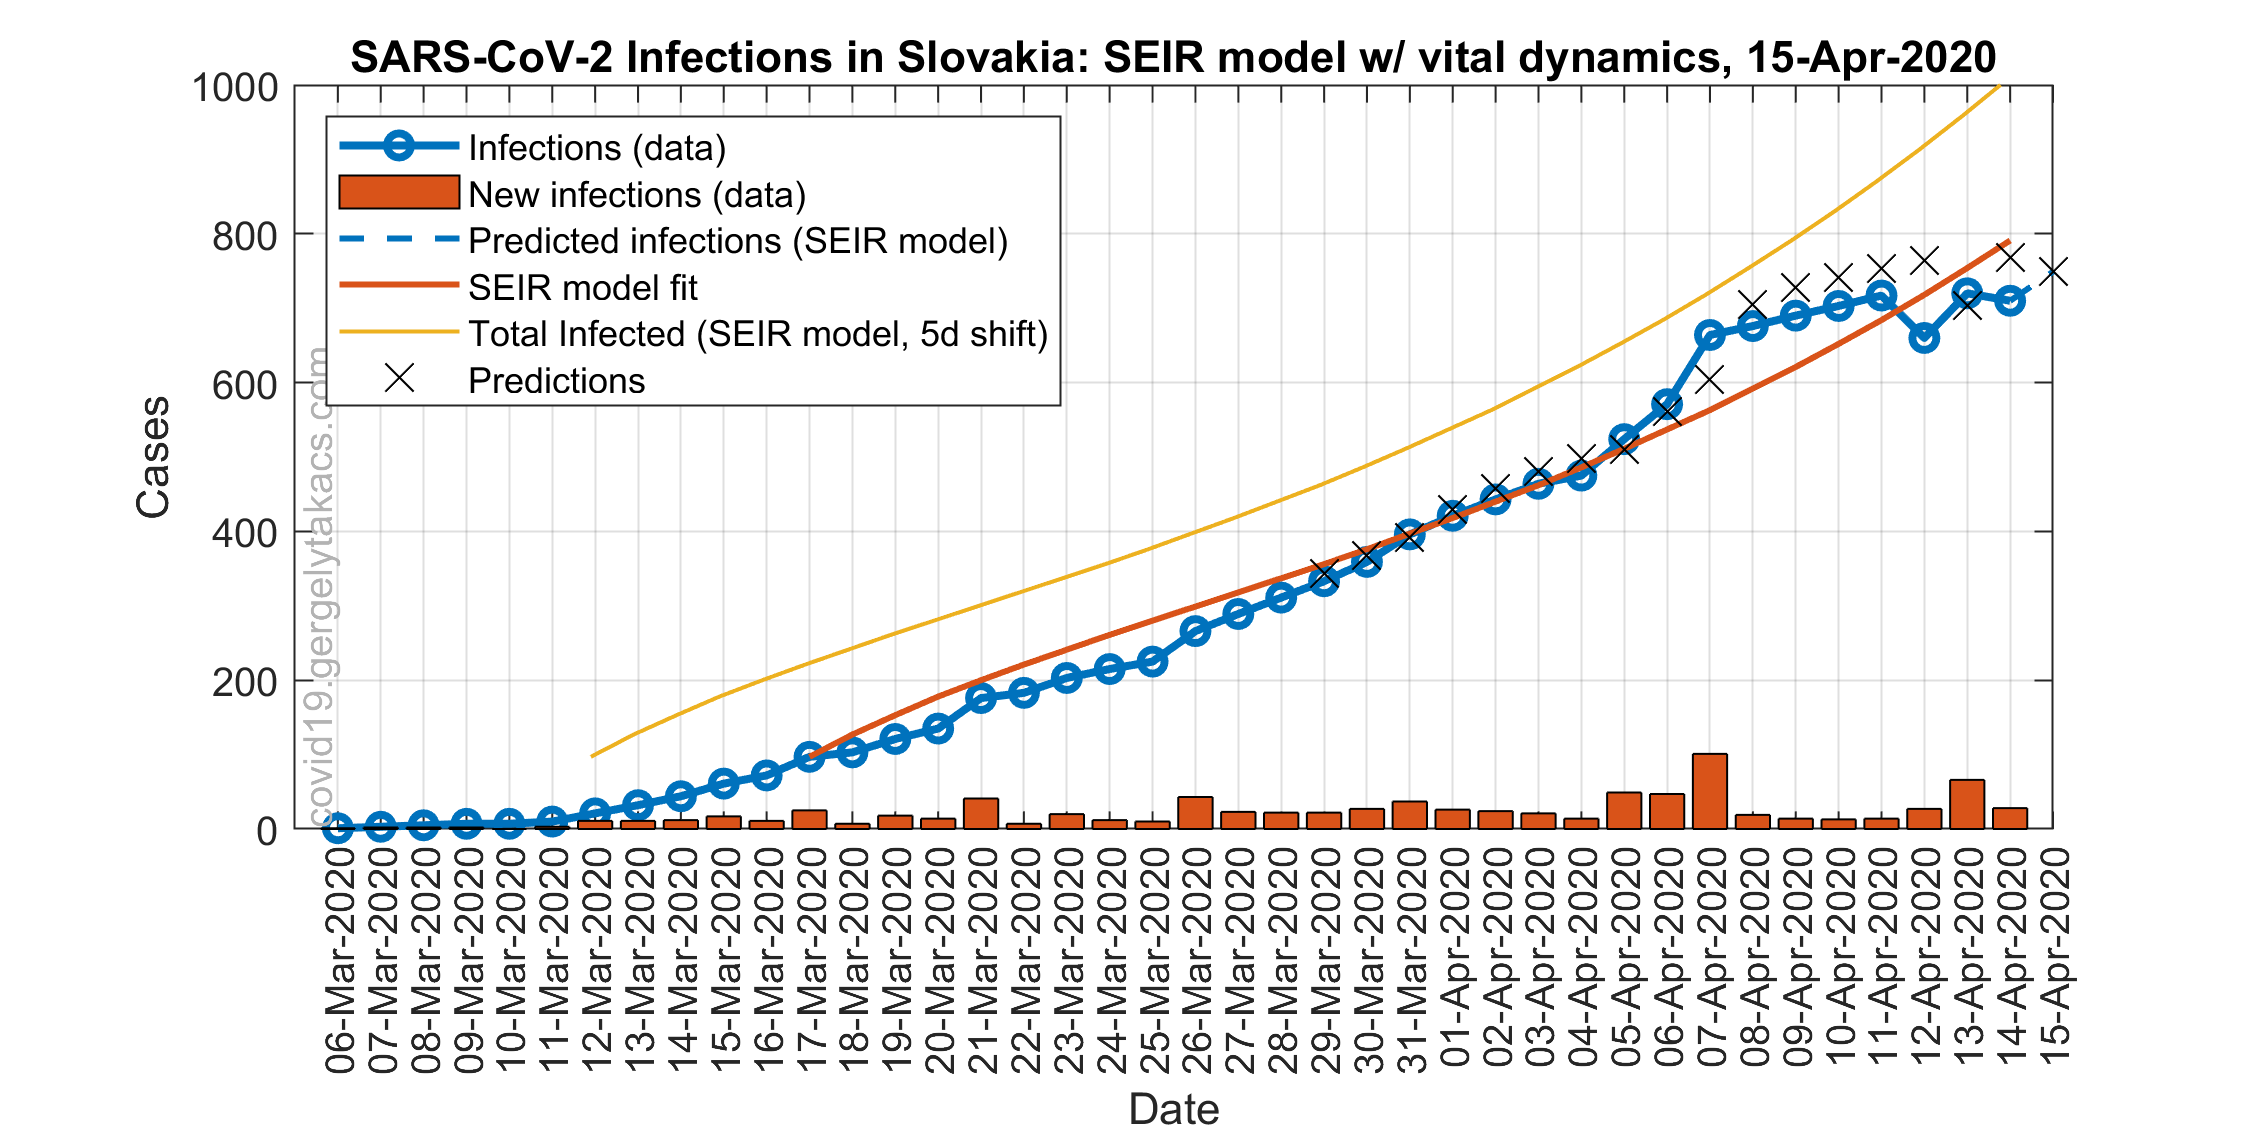 SARS-CoV-2 Infections in Slovakia: SEIR model w/ vital dynamics, 15-Apr-2020
1000
800
600
400
200
0
Cases
Infections (data)
New infections (data)
Predicted infections (SEIR model)
SEIR model fit
Total Infected (SEIR model, 5d shift)
Predictions
covid19.gergelytakacs.com
06-Mar-2020
07-Mar-2020
08-Mar-2020
09-Mar-2020
10-Mar-2020
11-Mar-2020
12-Mar-2020
13-Mar-2020
14-Mar-2020
15-Mar-2020
16-Mar-2020
17-Mar-2020
18-Mar-2020
19-Mar-2020
20-Mar-2020
21-Mar-2020
22-Mar-2020
23-Mar-2020
24-Mar-2020
25-Mar-2020
26-Mar-2020
27-Mar-2020
28-Mar-2020
29-Mar-2020
30-Mar-2020
31-Mar-2020
01-Apr-2020
02-Apr-2020
03-Apr-2020
04-Apr-2020
05-Apr-2020
06-Apr-2020
07-Apr-2020
08-Apr-2020
09-Apr-2020
10-Apr-2020
11-Apr-2020
12-Apr-2020
13-Apr-2020
14-Apr-2020
15-Apr-2020
Date